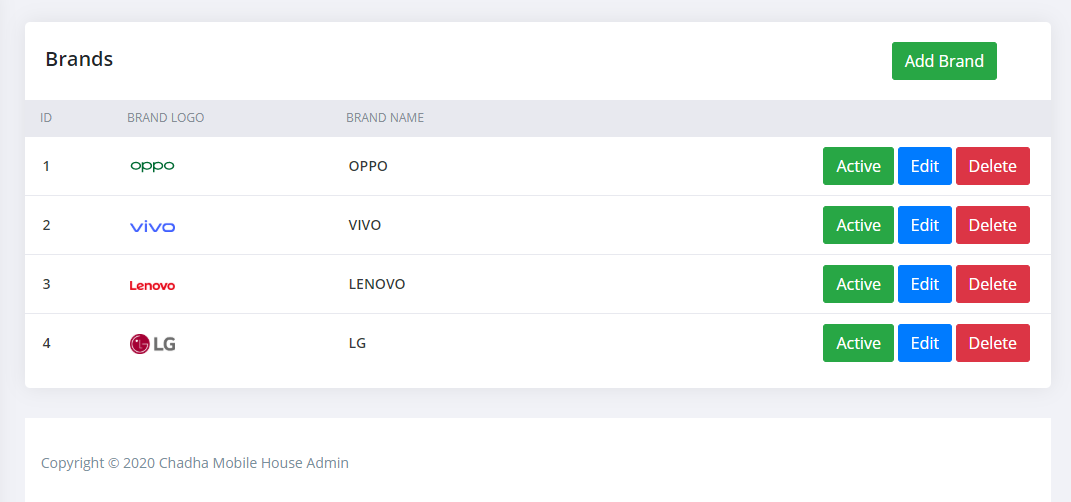 Brands Add Brand
ID BRAND LOGO BRAND NAME
1 oppo OPPO Active Edit Delete
2 vivo VIVO Active Edit Delete
3 Lenovo LENOVO Active Edit Delete
4 LG LG Active Edit Delete
Copyright © 2020 Chadha Mobile House Admin